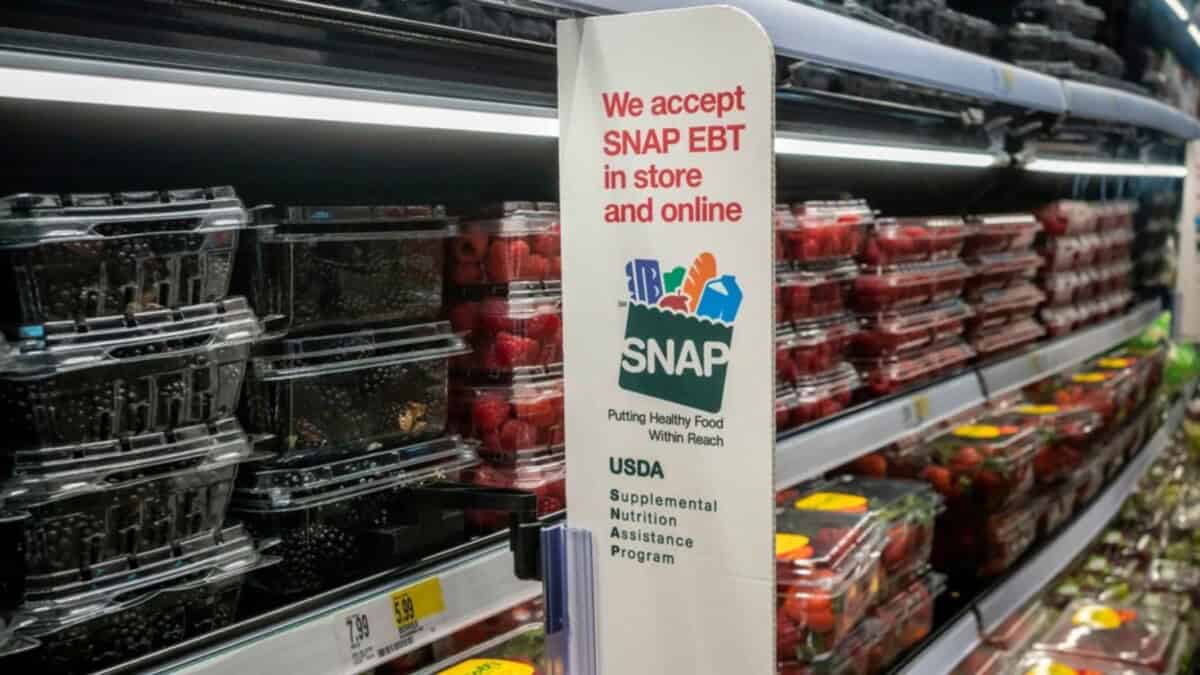 We accept
SNAP EBT
in store
and online
SM
SNAP
Putting Healthy Food
Within Reach
USDA
Supplemental
Nutrition
Assistance
Program
7.99
5.99